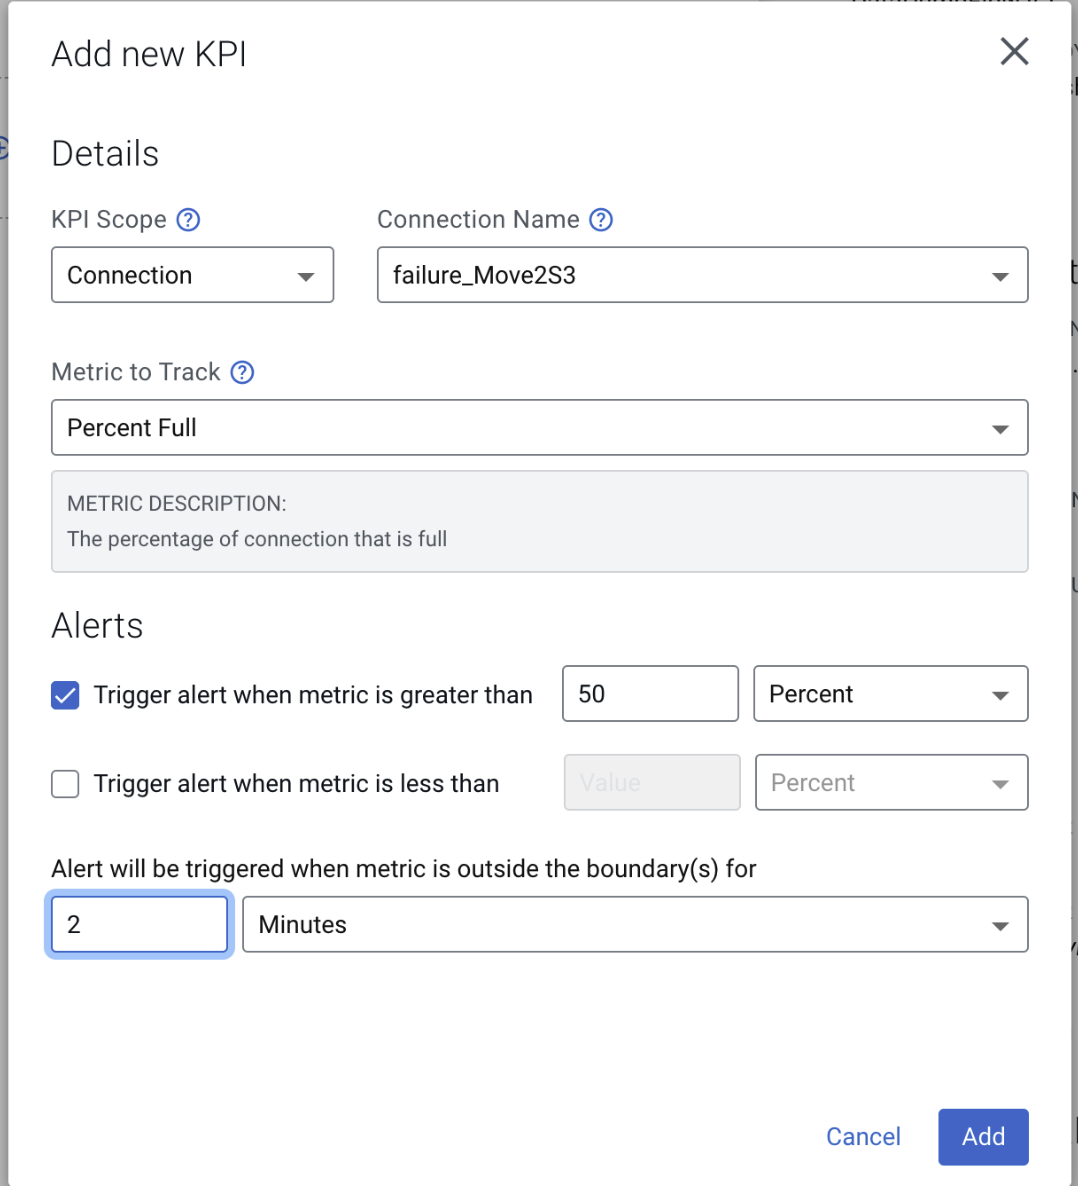 Add new KPI
Details
KPI Scope
Connection Name
Connection
failure_Move2S3
Metric to Track
Percent Full
METRIC DESCRIPTION:
The percentage of connection that is full
Alerts
Trigger alert when metric is greater than 50 Percent
Trigger alert when metric is less than Value Percent
Alert will be triggered when metric is outside the boundary(s) for
2 Minutes
Cancel Add